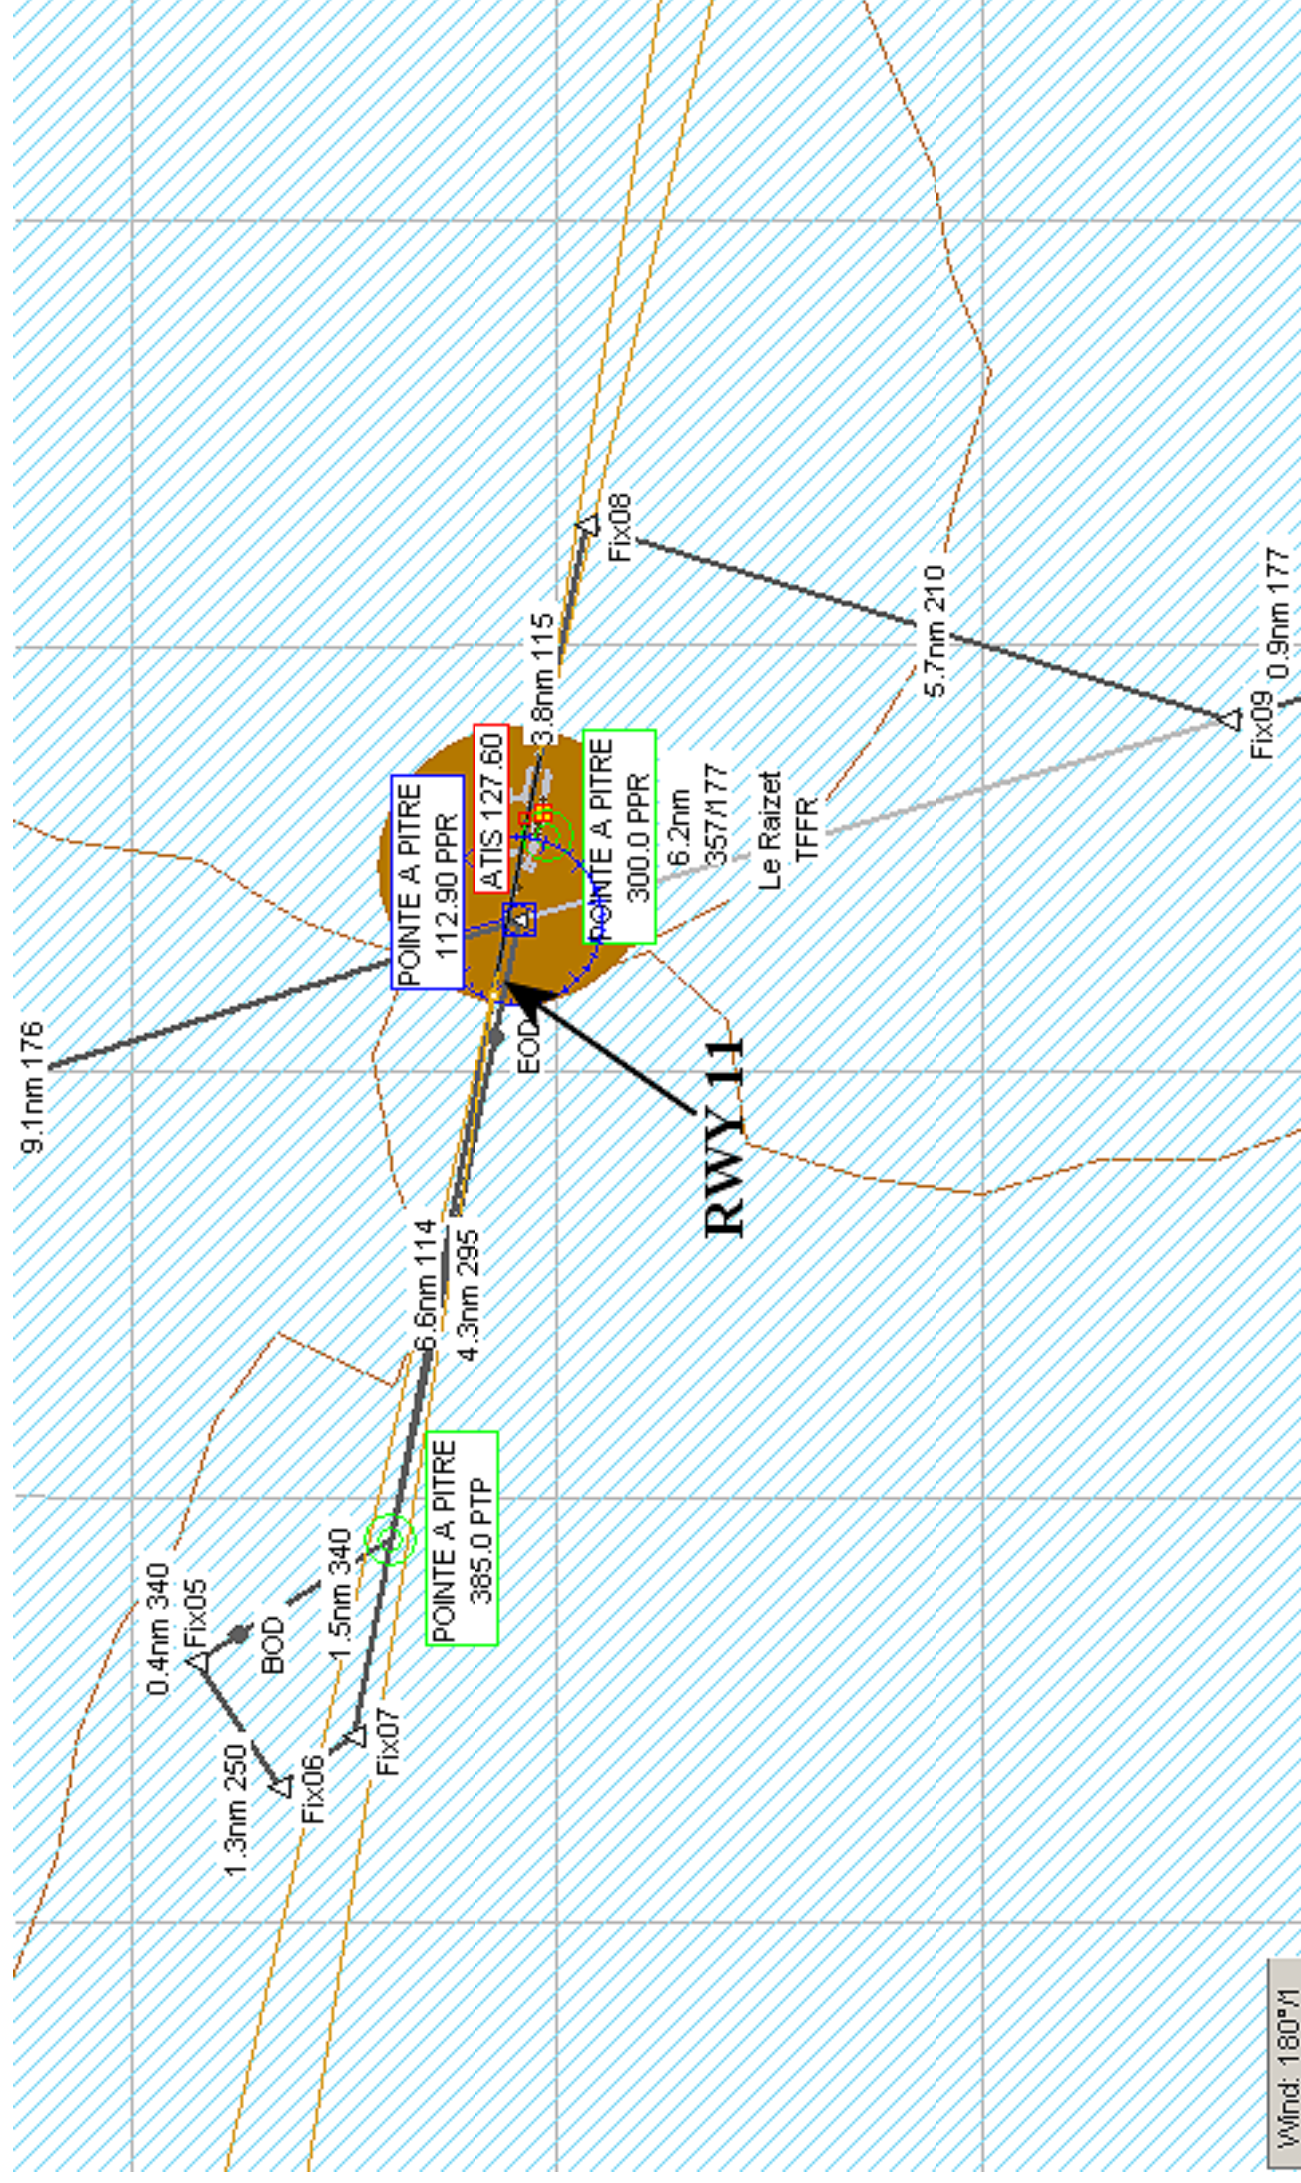 9.1nm 176
POINTE A PITRE
112.90 PPR
ATIS 127.60
3.8nm 115
Fix08
POINTE A PITRE
300.0 PPR
6.2nm
357/177
Le Raizet
TFFR
5.7nm 210
Fix09
0.9nm 177
EOD
RWY 11
6.6nm 114
4.3nm 295
POINTE A PITRE
385.0 PTP
0.4nm 340
Fix05
BOD
1.5nm 340
1.3nm 250
Fix06
Fix07
Wind: 180°/1